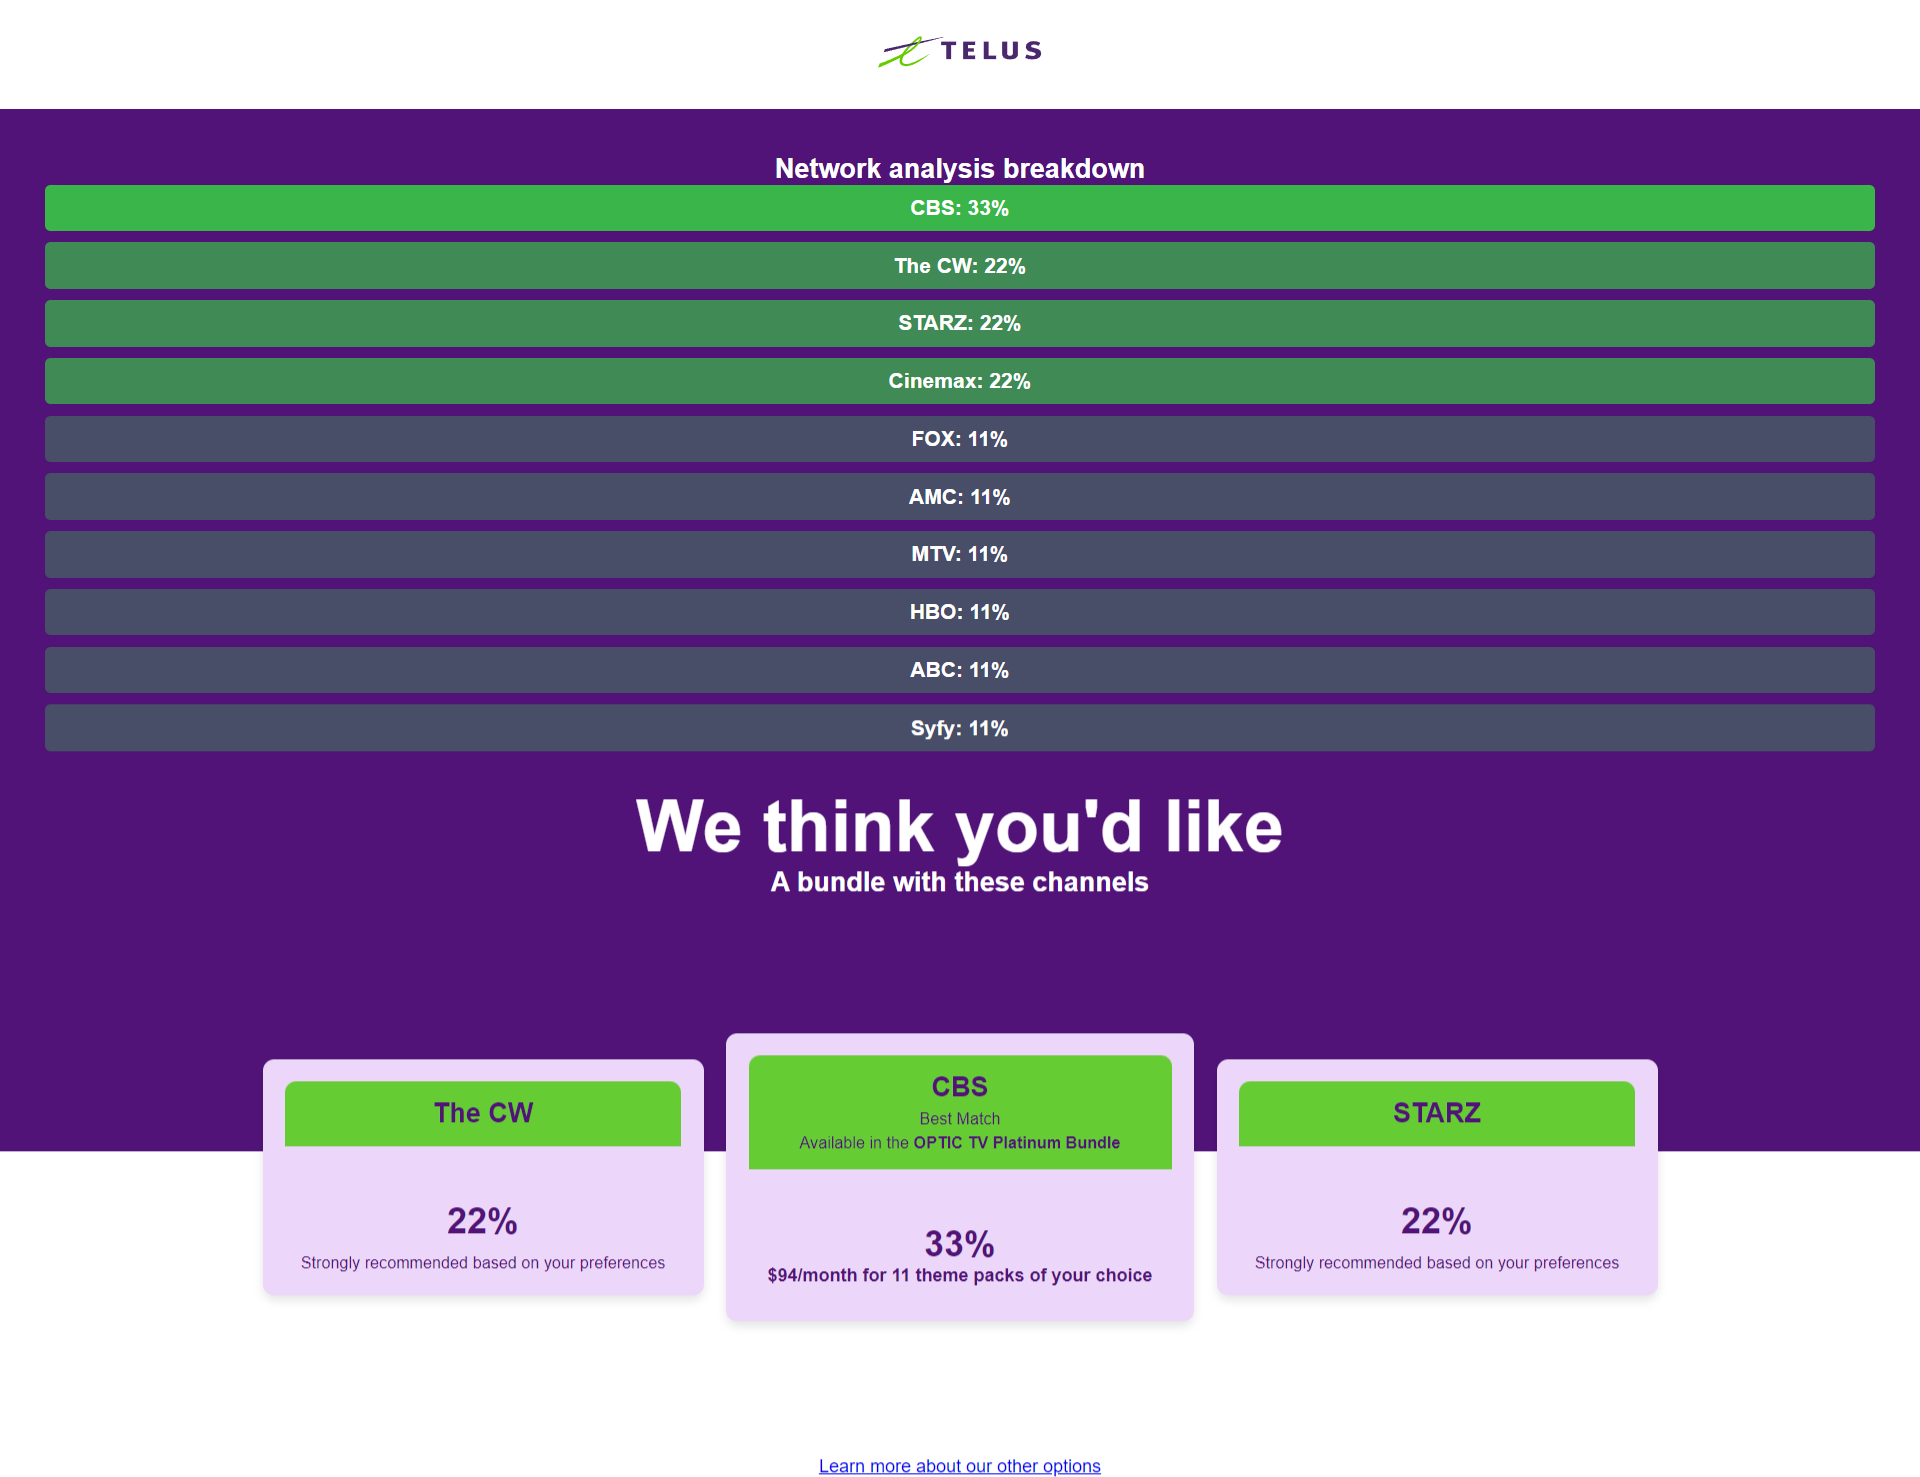 TELUS
Network analysis breakdown
CBS: 33%
The CW: 22%
STARZ: 22%
Cinemax: 22%
FOX: 11%
AMC: 11%
MTV: 11%
HBO: 11%
ABC: 11%
Syfy: 11%
We think you'd like
A bundle with these channels
The CW
22%
Strongly recommended based on your preferences
CBS
Best Match
Available in the OPTIC TV Platinum Bundle
33%
$94/month for 11 theme packs of your choice
STARZ
22%
Strongly recommended based on your preferences
Learn more about our other options